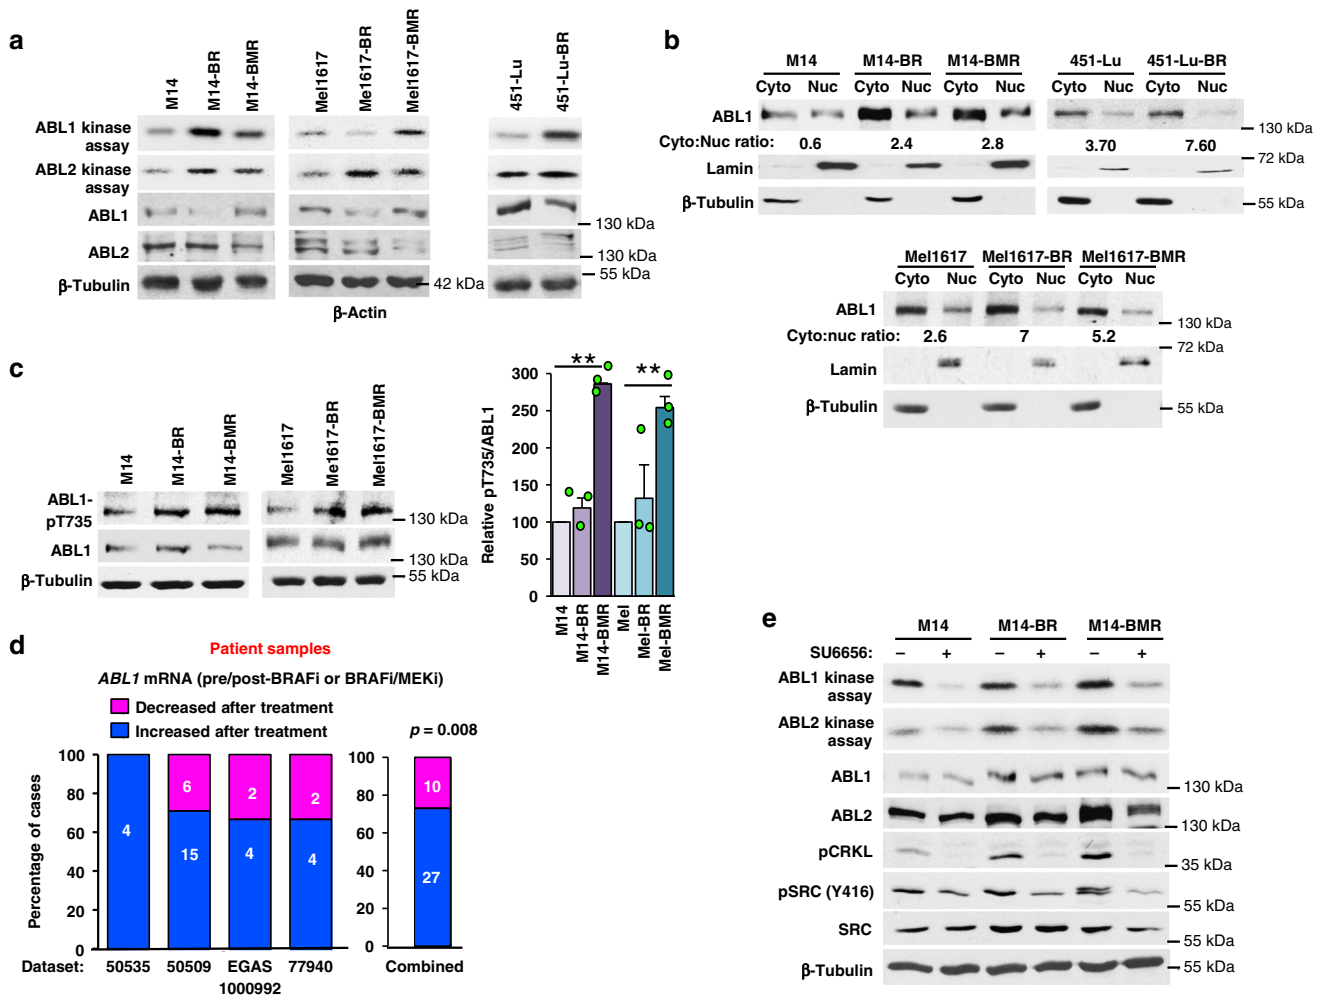 a
M14
M14-BR
M14-BMR
Mel1617
Me1617-BR
Mel1617-BMR
451-Lu
451-Lu-BR
ABL1 kinase
assay
ABL2 kinase
assay
ABL1
130 kDa
ABL2
130 kDa
55 kDa
β-Tubulin
42 kDa
β-Actin
b
M14
M14-BR
M14-BMR
451-Lu
451-Lu-BR
Cyto Nuc Cyto Nuc Cyto Nuc Cyto Nuc Cyto Nuc
ABL1
130 kDa
Cyto:Nuc ratio: 0.6 2.4 2.8 3.70 7.60
72 kDa
Lamin
β-Tubulin
55 kDa
Mel1617 Mel1617-BR Mel1617-BMR
Cyto Nuc Cyto Nuc Cyto Nuc
ABL1
130 kDa
Cyto:nuc ratio: 2.6 7 5.2
72 kDa
Lamin
β-Tubulin
55 kDa
c
M14
M14-BR
M14-BMR
Mel1617
Me1617-BR
Mel1617-BMR
ABL1-
pT735
130 kDa
ABL1
130 kDa
55 kDa
β-Tubulin
Relative pT735/ABL1
300
250
200
150
100
50
0
**
**
M14
M14-BR
M14-BMR
Mel
Mel-BR
Mel-BMR
d
Patient samples
ABL1 mRNA (pre/post-BRAFi or BRAFi/MEKi)
Decreased after treatment
Increased after treatment
p = 0.008
Percentage of cases
100
80
60
40
20
0
4
6
15
2
4
2
4
100
80
60
40
20
0
10
27
Dataset: 50535 50509 EGAS 77940 Combined
1000992
e
M14 M14-BR M14-BMR
SU6656: – + – + – +
ABL1 kinase
assay
ABL2 kinase
assay
ABL1
130 kDa
ABL2
130 kDa
pCRKL
35 kDa
pSRC (Y416)
55 kDa
SRC
55 kDa
β-Tubulin
55 kDa